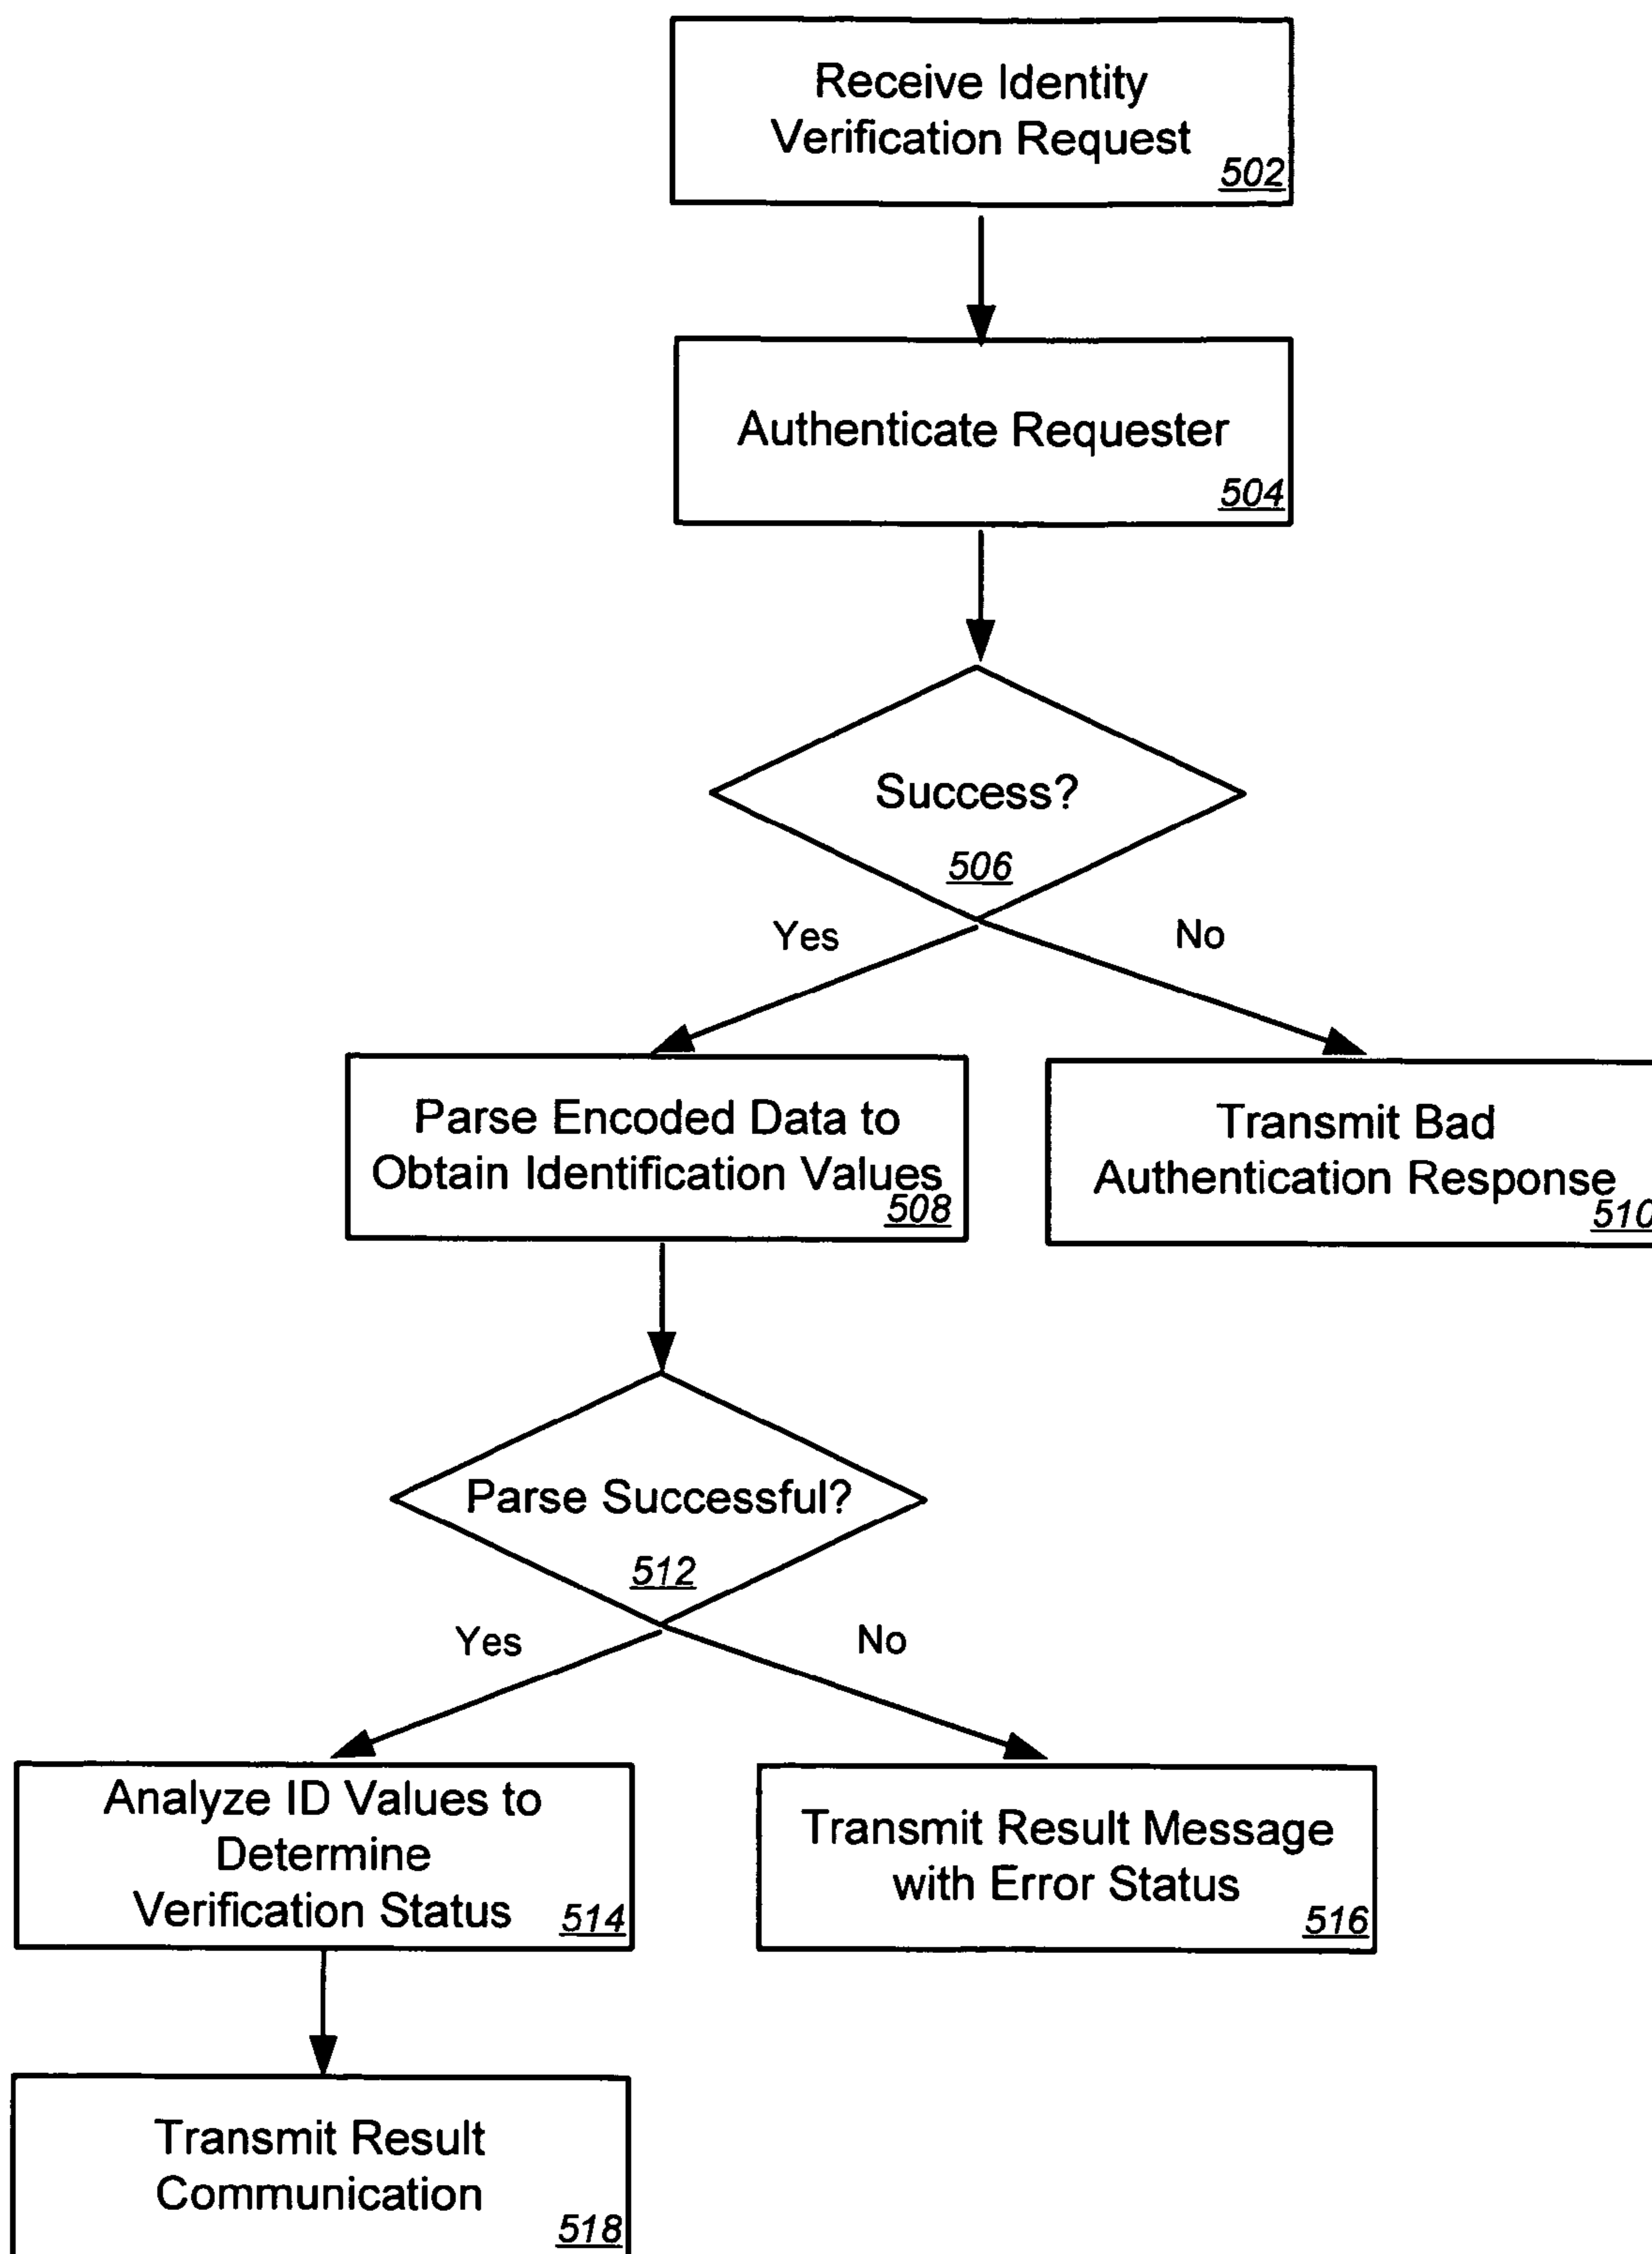 Receive Identity
Verification Request
502
Authenticate Requester
504
Success?
506
Yes
No
Parse Encoded Data to
Obtain Identification Values
508
Transmit Bad
Authentication Response
510
Parse Successful?
512
Yes
No
Analyze ID Values to
Determine
Verification Status
514
Transmit Result Message
with Error Status
516
Transmit Result
Communication
518